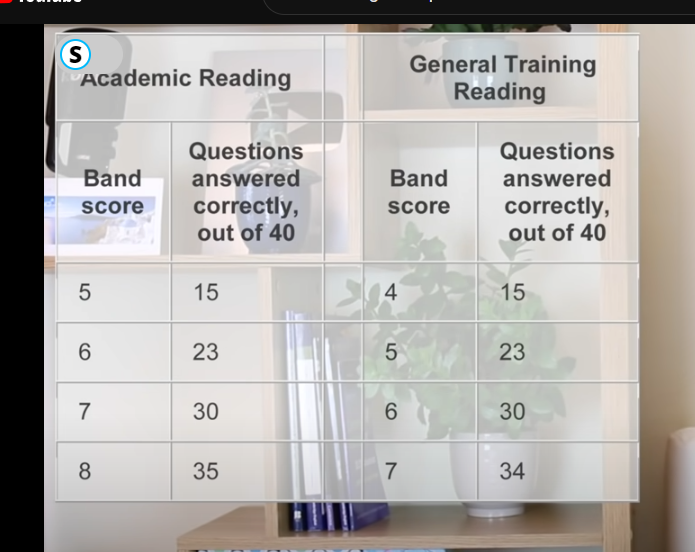 S
Academic Reading
General Training
Reading
Band
score
Questions
answered
correctly,
out of 40
Band
score
Questions
answered
correctly,
out of 40
5 15 4 15
6 23 5 23
7 30 6 30
8 35 7 34